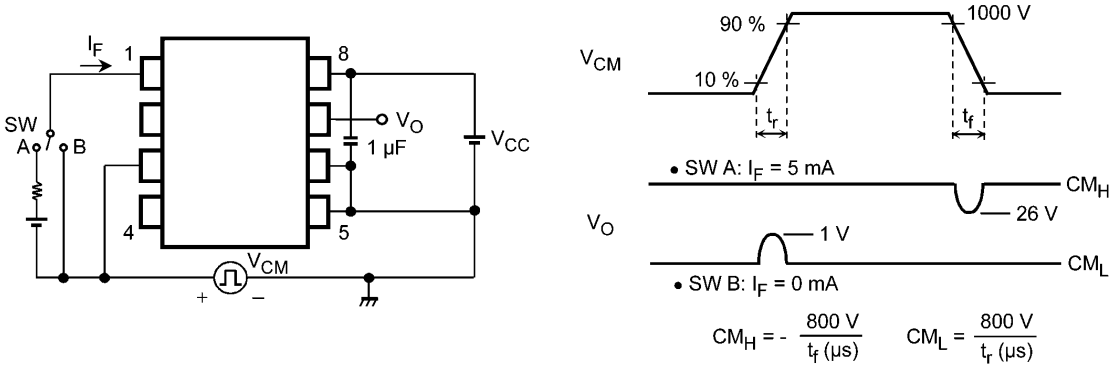 I_F
1
8
SW
A
B
V_O
1 µF
V_CC
4
5
V_CM
+
−
V_CM
90 %
10 %
1000 V
t_r
t_f
• SW A: I_F = 5 mA
CM_H
26 V
V_O
1 V
CM_L
• SW B: I_F = 0 mA
CM_H = - 800 V / t_f (µs)
CM_L = 800 V / t_r (µs)